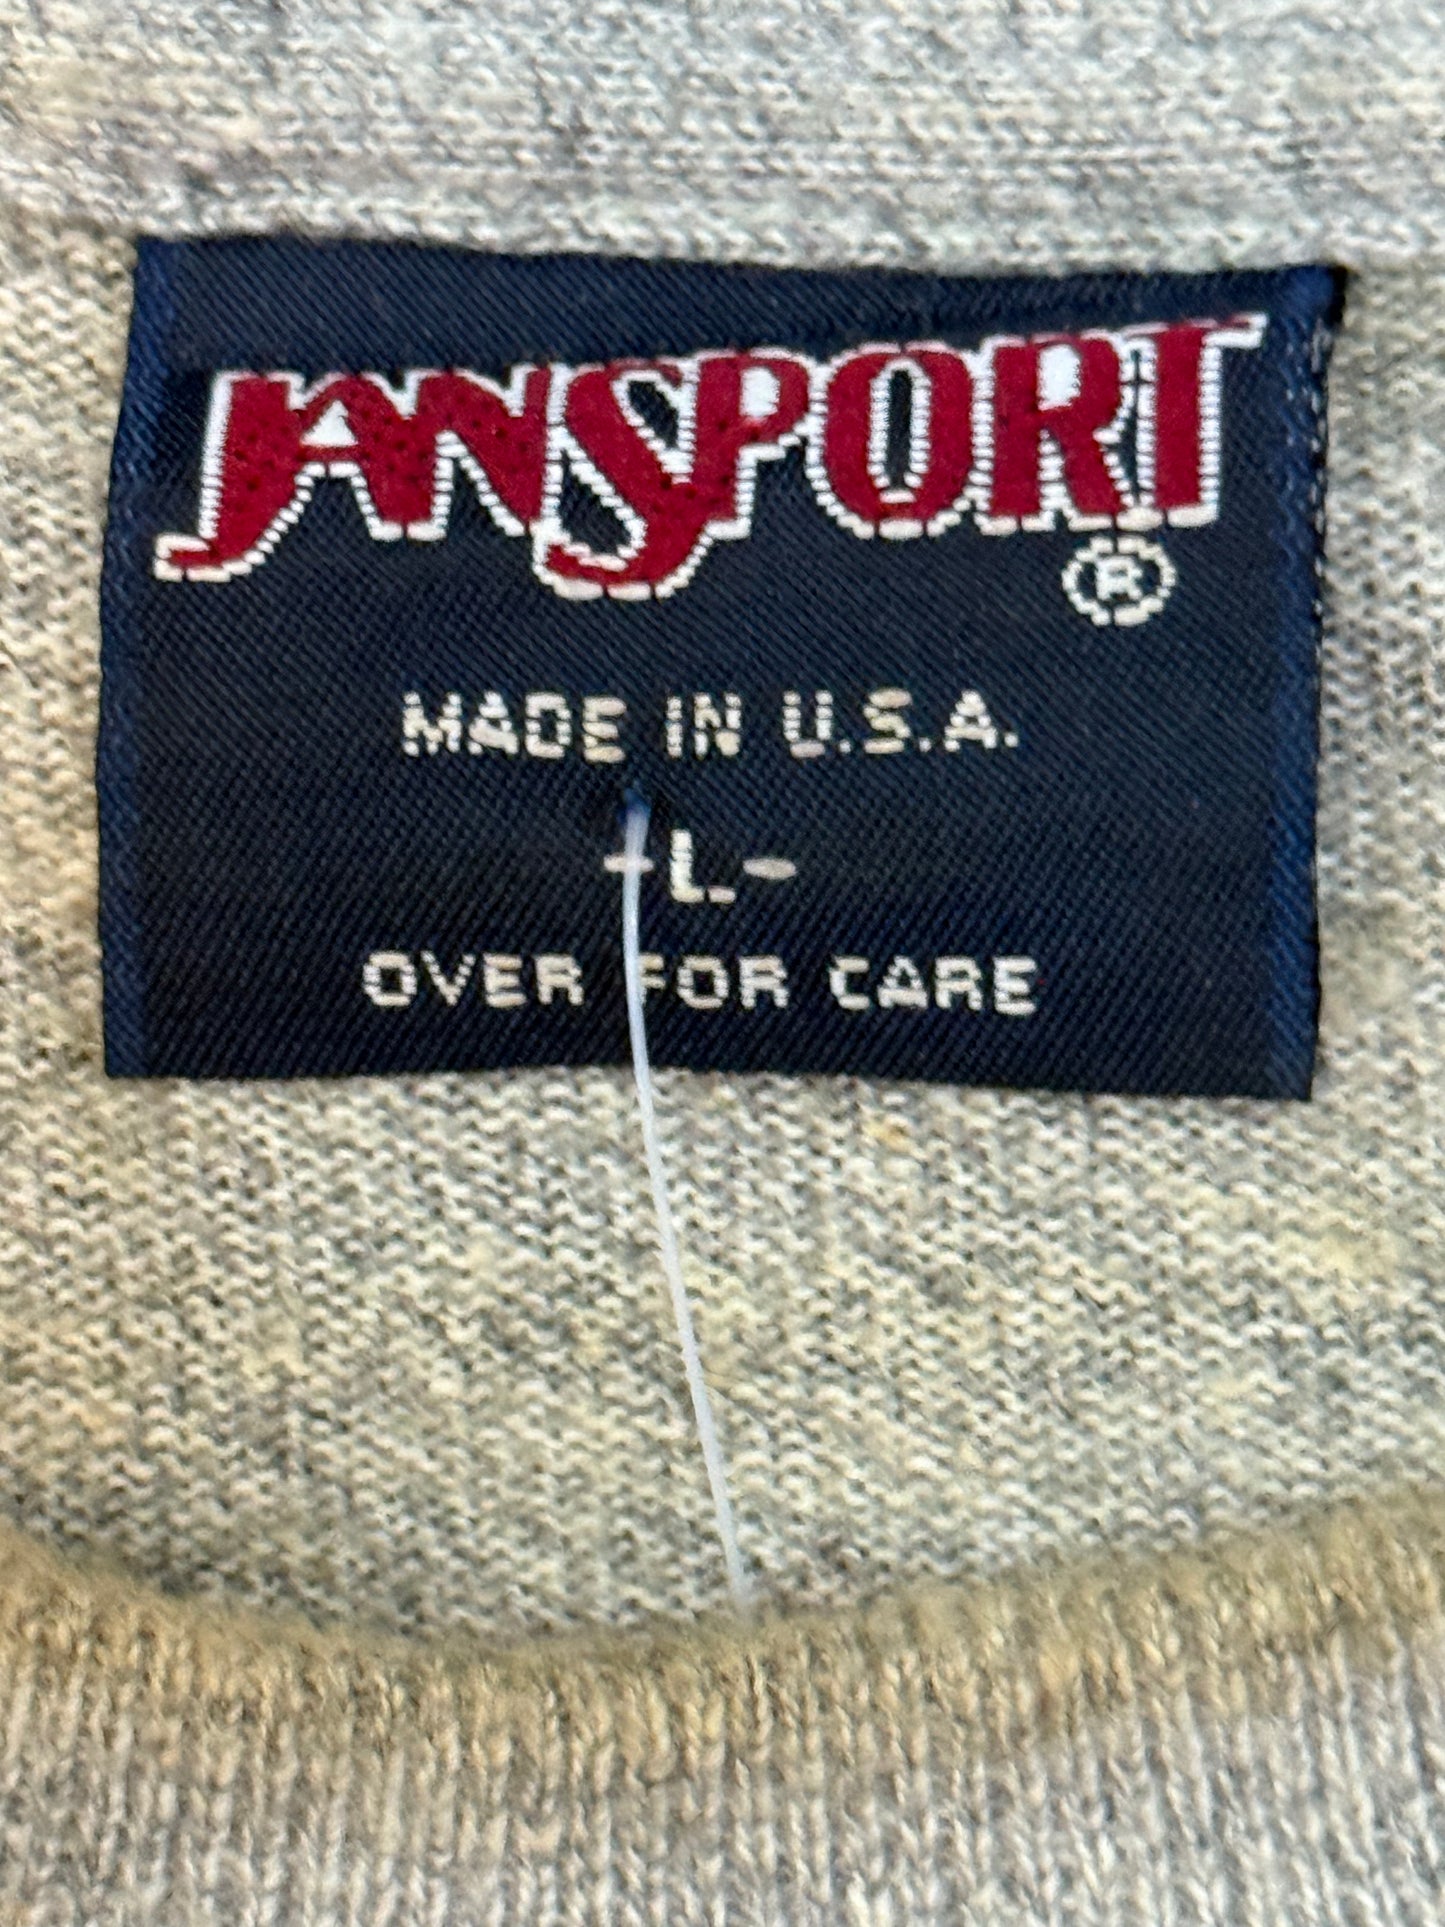 JANSPORT
®
MADE IN U.S.A.
-L-
OVER FOR CARE